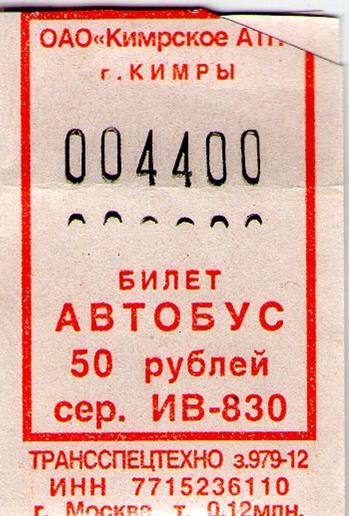 ОАО «Кимрское АТП
г. КИМРЫ
004400
БИЛЕТ
АВТОБУС
50 рублей
сер. ИВ-830
ТРАНССПЕЦТЕХНО з.979-12
ИНН 7715236110
г. Москва т. 0.12млн.